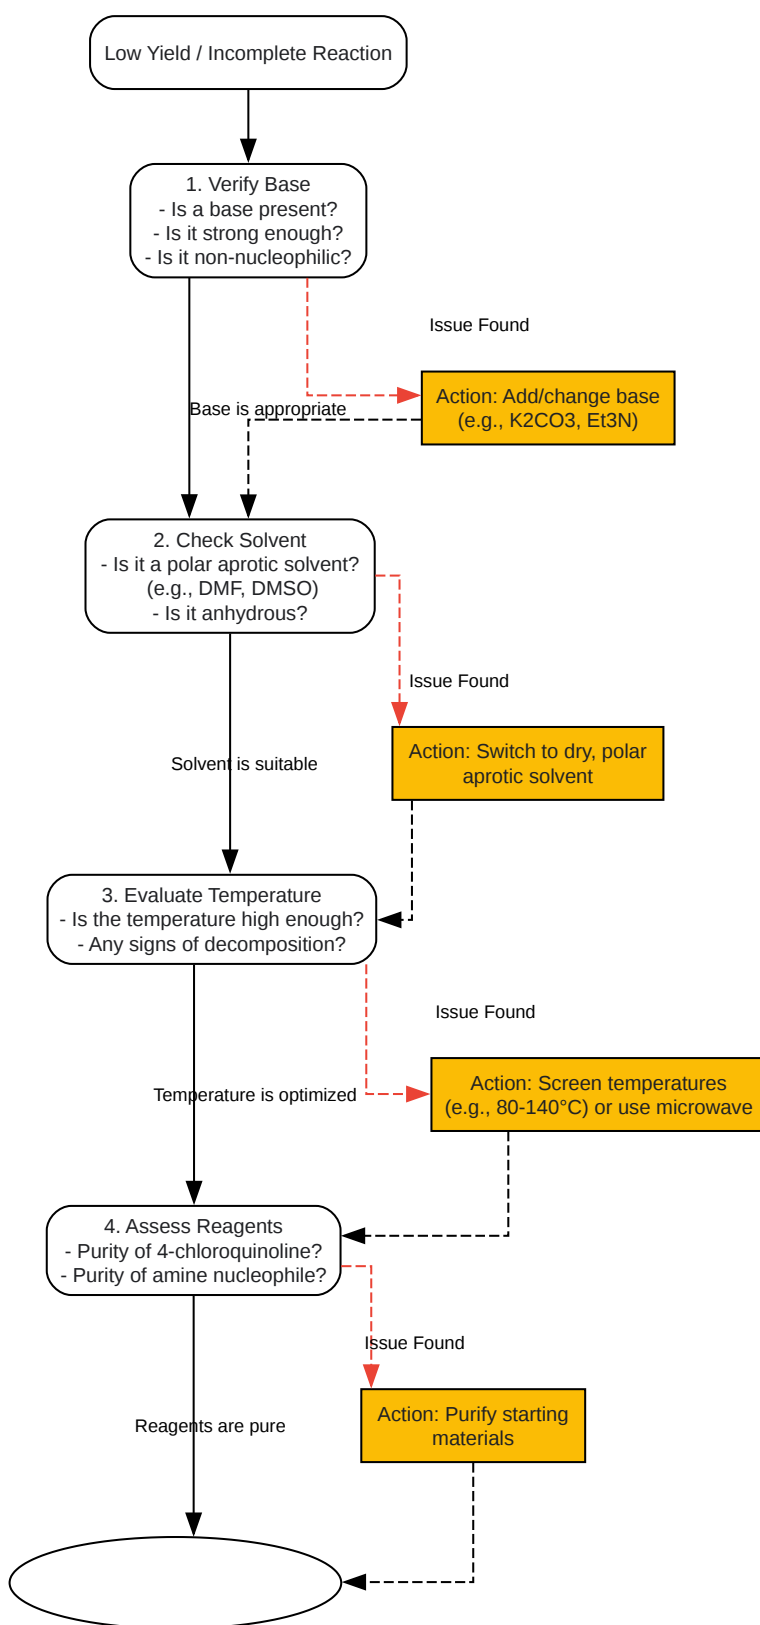 Low Yield / Incomplete Reaction
1. Verify Base
- Is a base present?
- Is it strong enough?
- Is it non-nucleophilic?
Issue Found
Action: Add/change base
(e.g., K2CO3, Et3N)
Base is appropriate
2. Check Solvent
- Is it a polar aprotic solvent?
(e.g., DMF, DMSO)
- Is it anhydrous?
Issue Found
Action: Switch to dry, polar
aprotic solvent
Solvent is suitable
3. Evaluate Temperature
- Is the temperature high enough?
- Any signs of decomposition?
Issue Found
Action: Screen temperatures
(e.g., 80-140°C) or use microwave
Temperature is optimized
4. Assess Reagents
- Purity of 4-chloroquinoline?
- Purity of amine nucleophile?
Issue Found
Action: Purify starting
materials
Reagents are pure